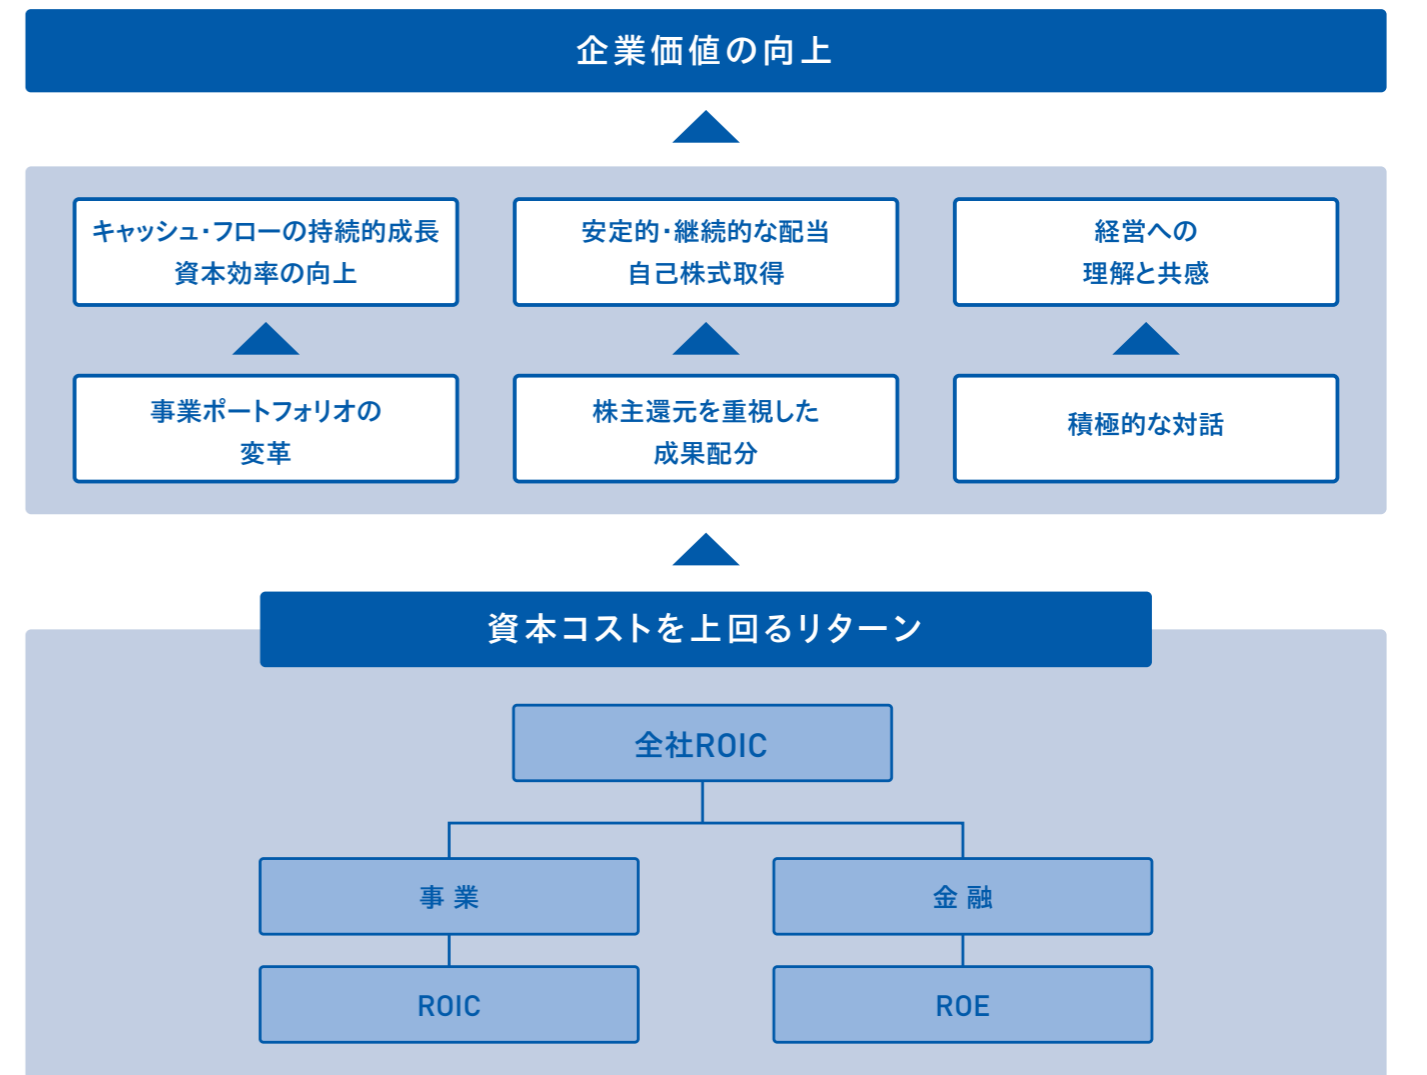 企業価値の向上
キャッシュ・フローの持続的成長
資本効率の向上
安定的・継続的な配当
自己株式取得
経営への
理解と共感
事業ポートフォリオの
変革
株主還元を重視した
成果配分
積極的な対話
資本コストを上回るリターン
全社ROIC
事業
金融
ROIC
ROE